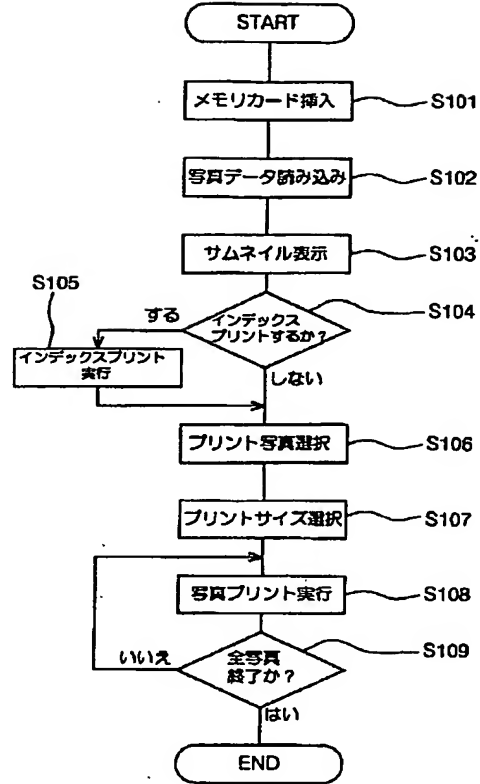 START
メモリカード挿入
S101
写真データ読み込み
S102
サムネイル表示
S103
S105
する
インデックス
プリントするか?
S104
インデックスプリント
実行
しない
プリント写真選択
S106
プリントサイズ選択
S107
写真プリント実行
S108
いいえ
全写真
終了か?
S109
はい
END